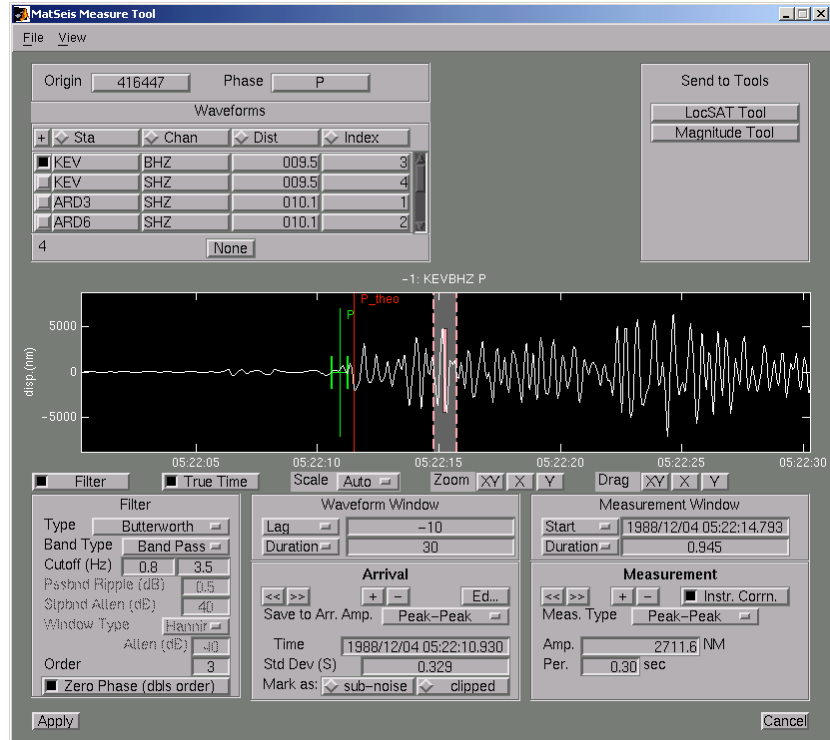 MatSeis Measure Tool
File View
Origin 416447 Phase P
Waveforms
+ Sta Chan Dist Index
KEV BHZ 009.5 3
KEV SHZ 009.5 4
ARD3 SHZ 010.1 1
ARD6 SHZ 010.1 2
4 None
Send to Tools
LocSAT Tool
Magnitude Tool
-1: KEVBHZ P
P_theo
P
5000
0
-5000
disp.(nm)
05:22:05 05:22:10 05:22:15 05:22:20 05:22:25 05:22:30
Filter True Time Scale Auto Zoom XY X Y Drag XY X Y
Filter
Type Butterworth
Band Type Band Pass
Cutoff (Hz) 0.8 3.5
Pssbnd Ripple (dB) 0.5
Stpbnd Atten (dB) 40
Window Type Hannir
Atten (dB) 40
Order 3
Zero Phase (dbls order)
Waveform Window
Lag -10
Duration 30
Arrival
<< >> + - Ed...
Save to Arr. Amp. Peak-Peak
Time 1988/12/04 05:22:10.930
Std Dev (S) 0.329
Mark as: sub-noise clipped
Measurement Window
Start 1988/12/04 05:22:14.793
Duration 0.945
Measurement
<< >> + - Instr. Corrn.
Meas. Type Peak-Peak
Amp. 2711.6 NM
Per. 0.30 sec
Apply Cancel